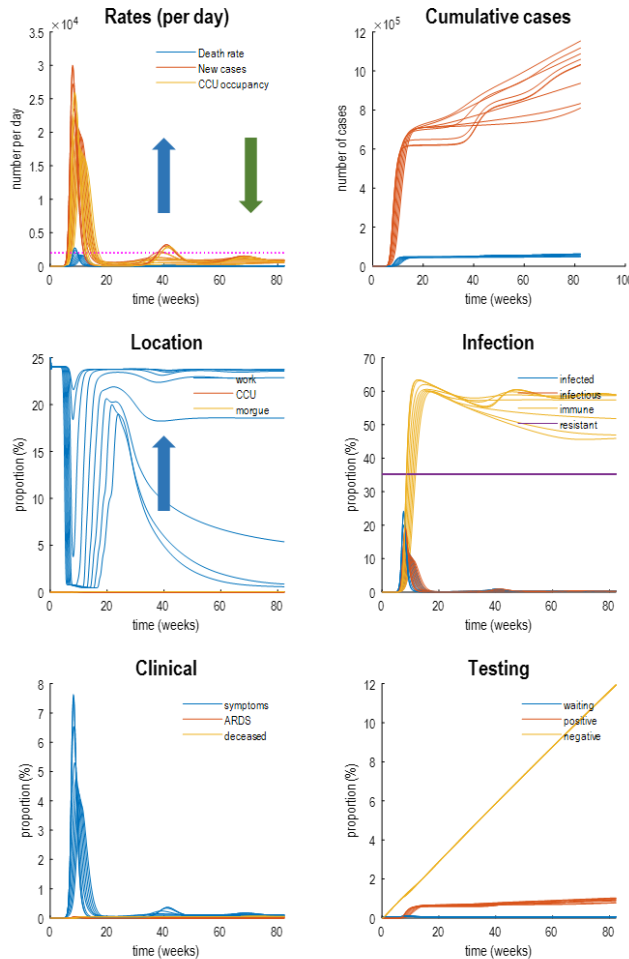 Rates (per day)
×10⁴
3.5
3
2.5
2
1.5
1
0.5
0
number per day
Death rate
New cases
CCU occupancy
0 20 40 60 80
time (weeks)
Cumulative cases
×10⁵
12
10
8
6
4
2
0
number of cases
0 20 40 60 80 100
time (weeks)
Location
25
20
15
10
5
0
proportion (%)
work
CCU
morgue
0 20 40 60 80
time (weeks)
Infection
70
60
50
40
30
20
10
0
proportion (%)
infected
infectious
immune
resistant
0 20 40 60 80
time (weeks)
Clinical
8
7
6
5
4
3
2
1
0
proportion (%)
symptoms
ARDS
deceased
0 20 40 60 80
time (weeks)
Testing
12
10
8
6
4
2
0
proportion (%)
waiting
positive
negative
0 20 40 60 80
time (weeks)